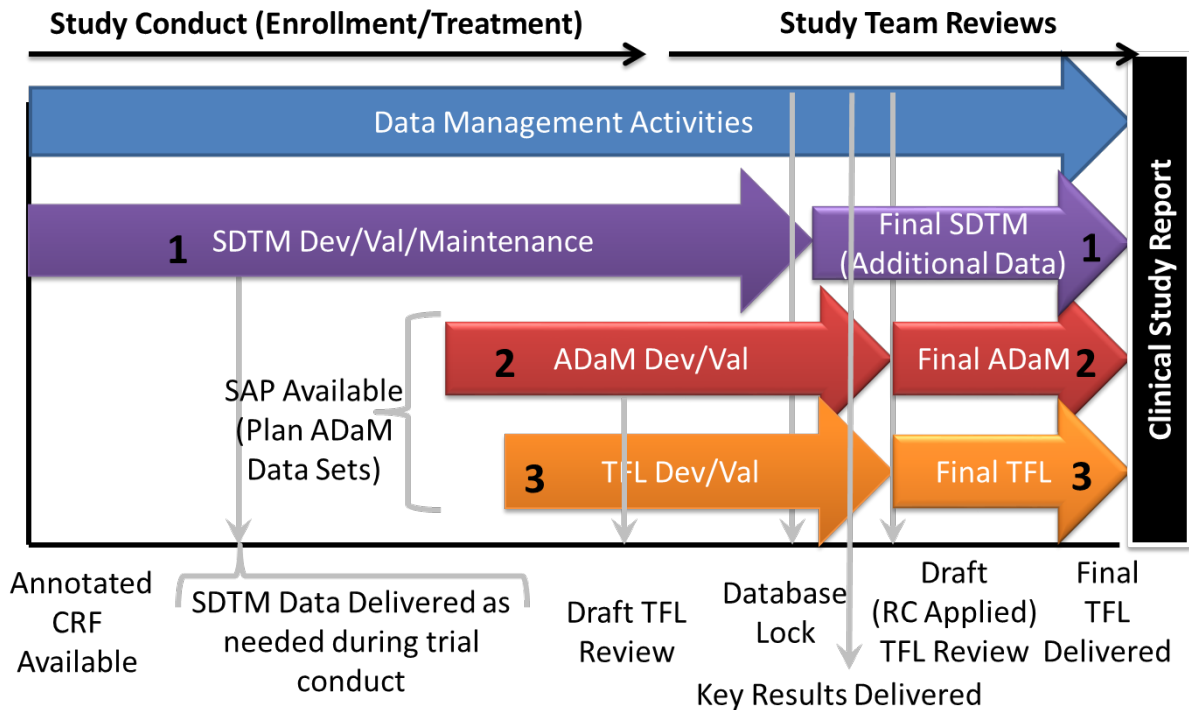 Study Conduct (Enrollment/Treatment)
Study Team Reviews
Data Management Activities
1
SDTM Dev/Val/Maintenance
Final SDTM
(Additional Data)
1
2
ADaM Dev/Val
Final ADaM
2
SAP Available
(Plan ADaM
Data Sets)
3
TFL Dev/Val
Final TFL
3
Clinical Study Report
Annotated
CRF
Available
SDTM Data Delivered as
needed during trial
conduct
Draft TFL
Review
Database
Lock
Key Results Delivered
Draft
(RC Applied)
TFL Review
Final
TFL
Delivered